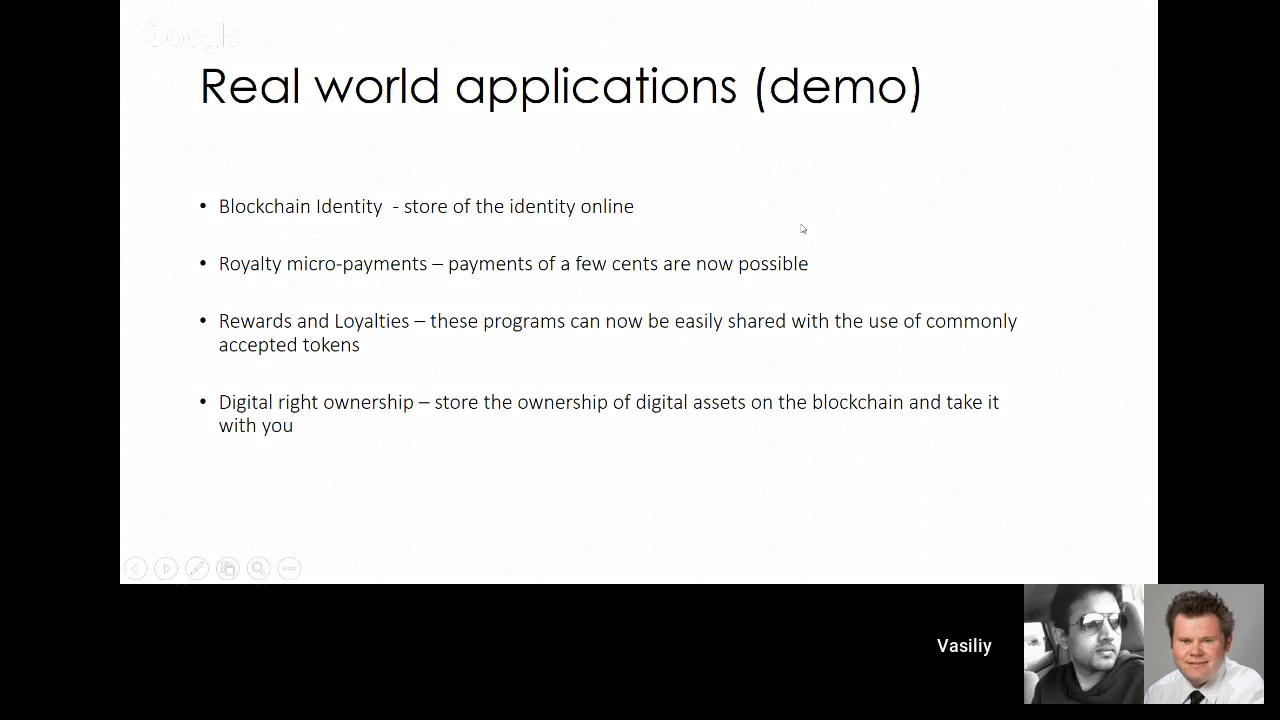 Google
Real world applications (demo)
• Blockchain Identity  - store of the identity online
• Royalty micro-payments – payments of a few cents are now possible
• Rewards and Loyalties – these programs can now be easily shared with the use of commonly
accepted tokens
• Digital right ownership – store the ownership of digital assets on the blockchain and take it
with you
Vasiliy